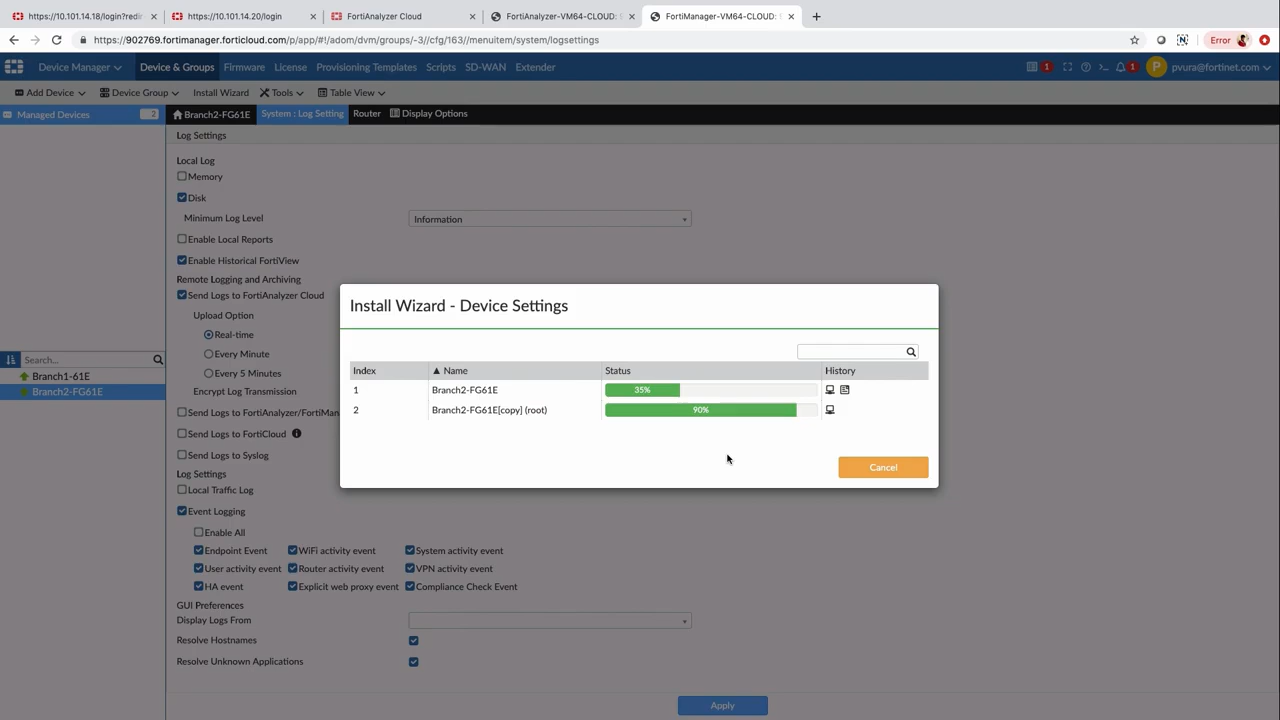 https://10.101.14.18/login?redir
https://10.101.14.20/login
FortiAnalyzer Cloud
FortiAnalyzer-VM64-CLOUD:
FortiManager-VM64-CLOUD:
https://902769.fortimanager.forticloud.com/p/app/#!/adom/dvm/groups/-3//cfg/163//menuitem/system/logsettings
Error
Device Manager
Device & Groups
Firmware
License
Provisioning Templates
Scripts
SD-WAN
Extender
1
1
P
pvura@fortinet.com
Add Device
Device Group
Install Wizard
Tools
Table View
Managed Devices
2
Branch2-FG61E
System : Log Setting
Router
Display Options
Log Settings
Local Log
Memory
Disk
Minimum Log Level
Information
Enable Local Reports
Enable Historical FortiView
Remote Logging and Archiving
Send Logs to FortiAnalyzer Cloud
Upload Option
Real-time
Every Minute
Every 5 Minutes
Encrypt Log Transmission
Send Logs to FortiAnalyzer/FortiMan
Send Logs to FortiCloud
Send Logs to Syslog
Search...
Branch1-61E
Branch2-FG61E
Install Wizard - Device Settings
Index
Name
Status
History
1
Branch2-FG61E
35%
2
Branch2-FG61E[copy] (root)
90%
Cancel
Log Settings
Local Traffic Log
Event Logging
Enable All
Endpoint Event
WiFi activity event
System activity event
User activity event
Router activity event
VPN activity event
HA event
Explicit web proxy event
Compliance Check Event
GUI Preferences
Display Logs From
Resolve Hostnames
Resolve Unknown Applications
Apply